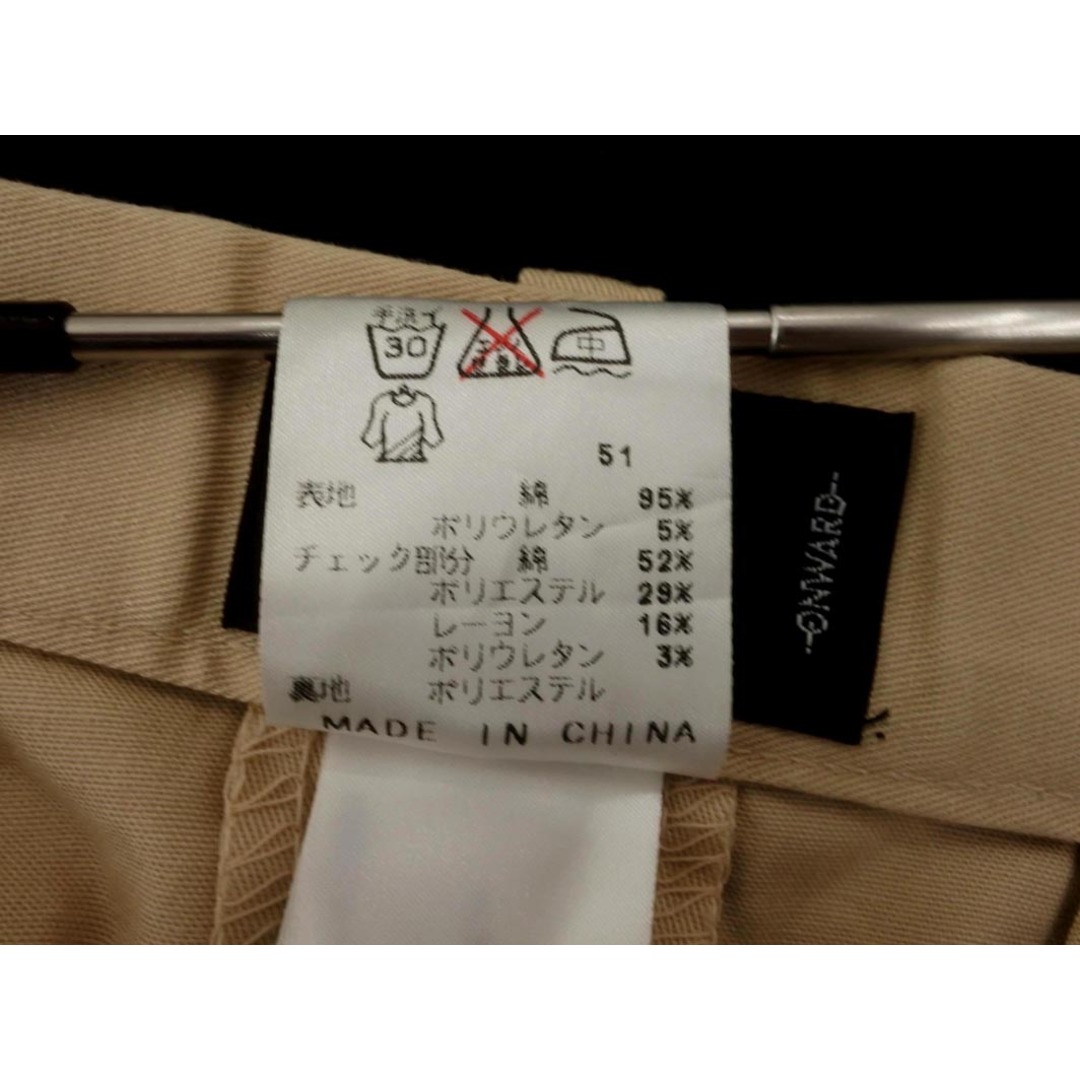 手洗イ
30
中
51
表地 綿 95%
ポリウレタン 5%
チェック部分 綿 52%
ポリエステル 29%
レーヨン 16%
ポリウレタン 3%
裏地 ポリエステル
MADE IN CHINA
ONWARD